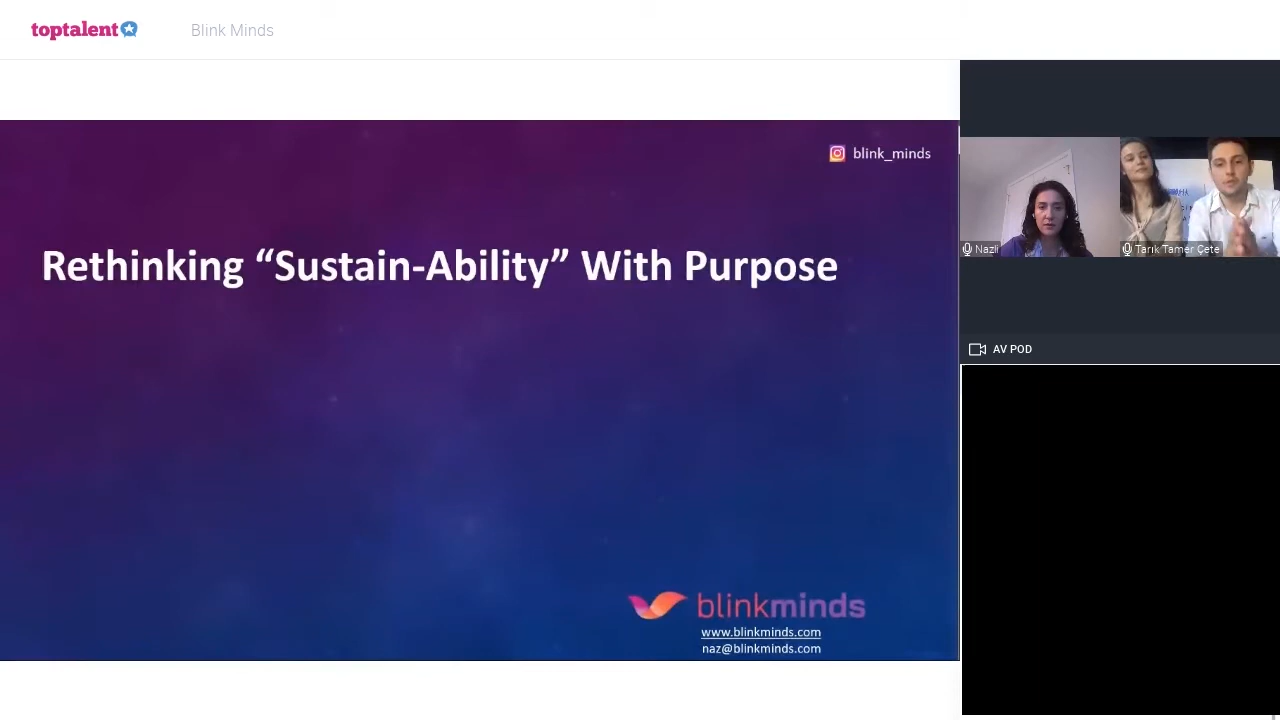 toptalent
Blink Minds
blink_minds
Rethinking “Sustain-Ability” With Purpose
blinkminds
www.blinkminds.com
naz@blinkminds.com
Nazli
Tarık Tamer Çete
AV POD